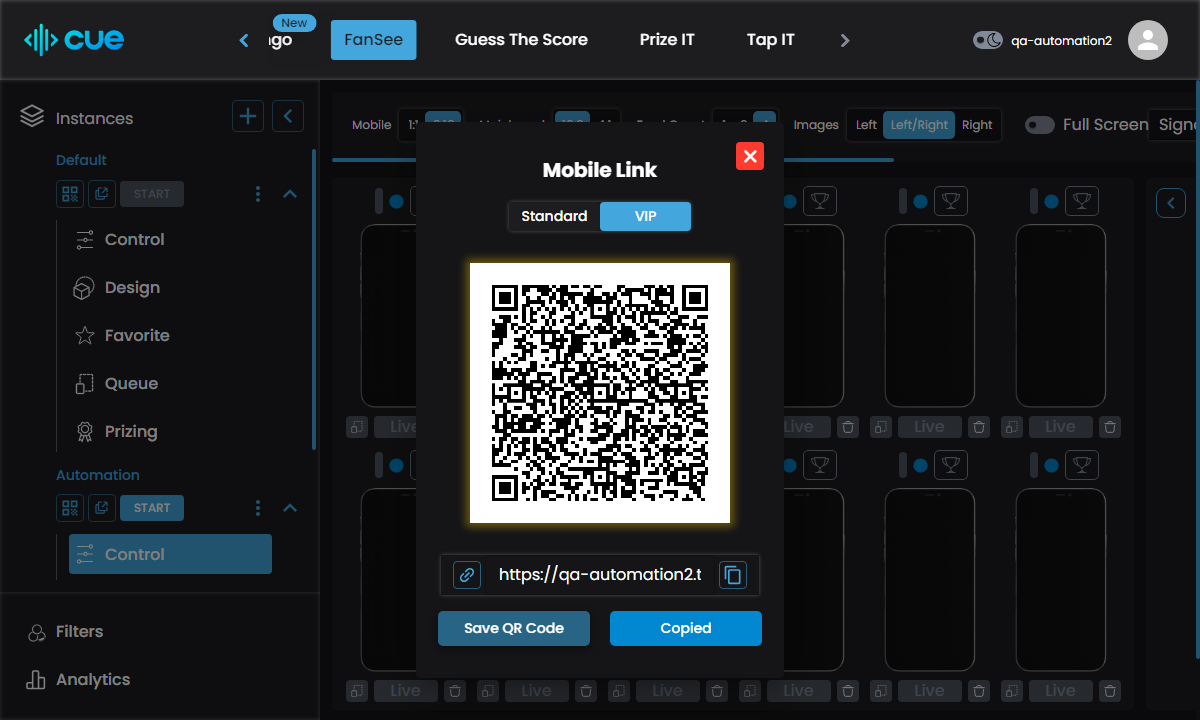 cue
New
FanSee
Guess The Score
Prize IT
Tap IT
qa-automation2
Instances
Default
START
Control
Design
Favorite
Queue
Prizing
Automation
START
Control
Filters
Analytics
Mobile
Images
Left
Left/Right
Right
Full Screen
Mobile Link
Standard
VIP
https://qa-automation2.t
Save QR Code
Copied
Live
Live
Live
Live
Live
Live
Live
Live
Live
Live